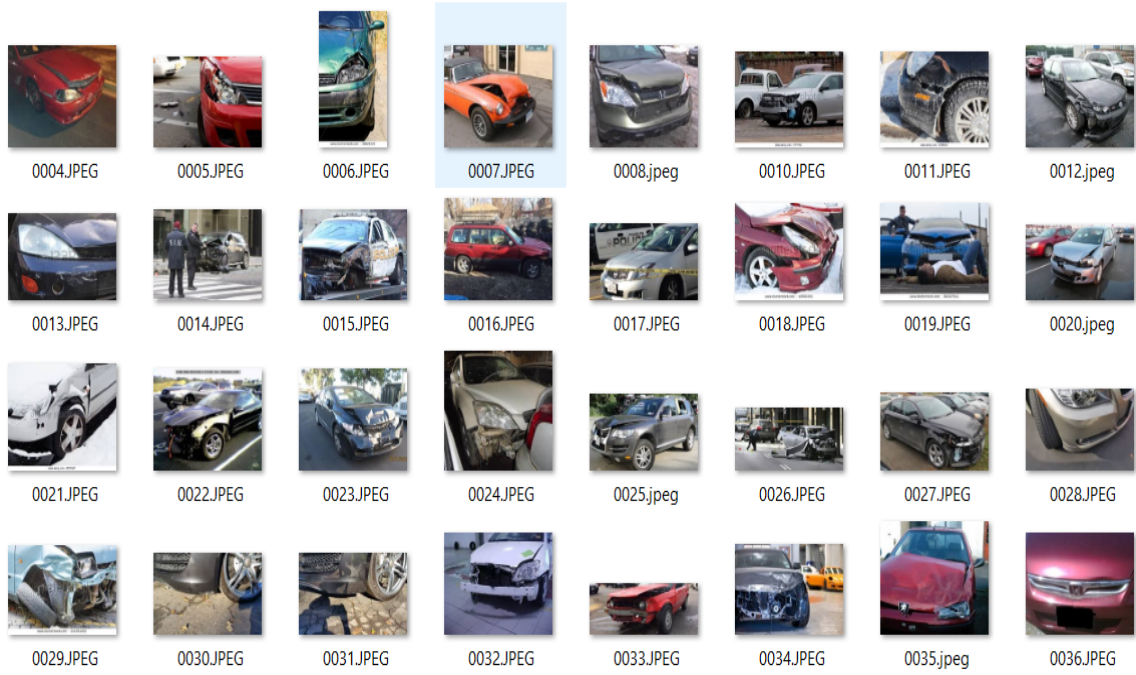 0004.JPEG 0005.JPEG 0006.JPEG 0007.JPEG 0008.jpeg 0010.JPEG 0011.JPEG 0012.jpeg
POLICE
0013.JPEG 0014.JPEG 0015.JPEG 0016.JPEG 0017.JPEG 0018.JPEG 0019.JPEG 0020.jpeg
0021.JPEG 0022.JPEG 0023.JPEG 0024.JPEG 0025.jpeg 0026.JPEG 0027.JPEG 0028.JPEG
0029.JPEG 0030.JPEG 0031.JPEG 0032.JPEG 0033.JPEG 0034.JPEG 0035.jpeg 0036.JPEG